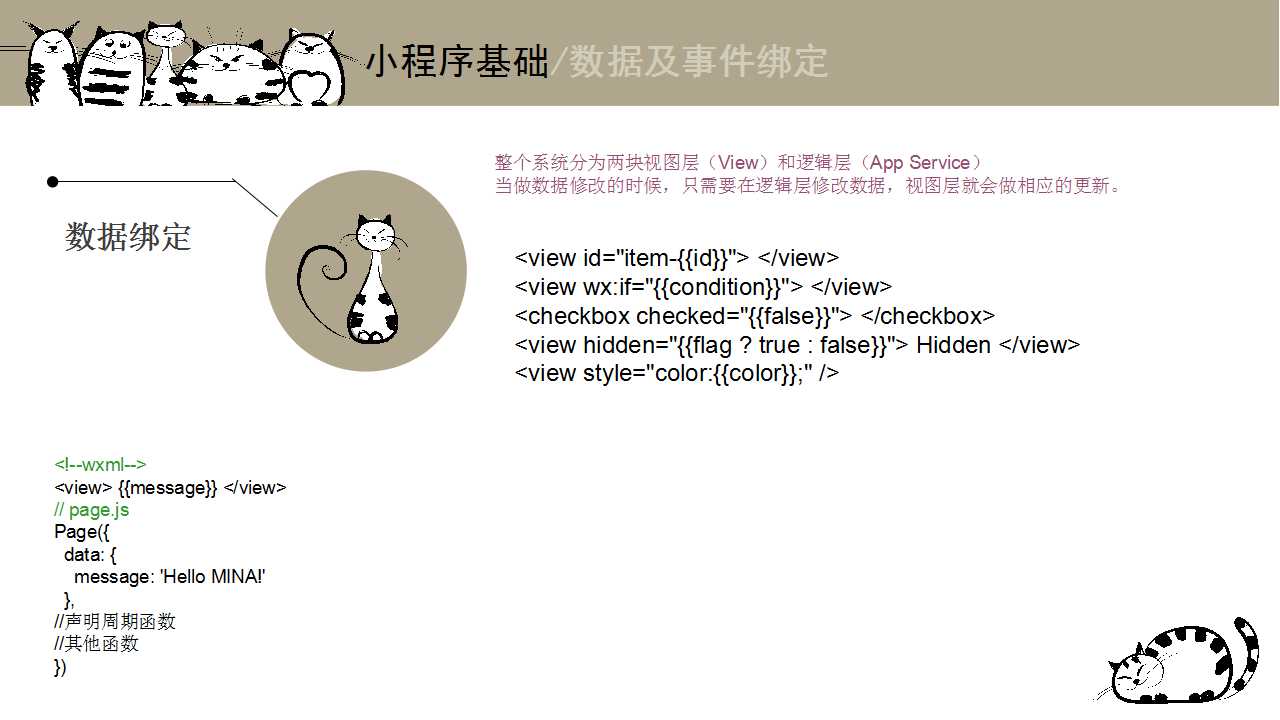 小程序基础/数据及事件绑定
整个系统分为两块视图层（View）和逻辑层（App Service）
当做数据修改的时候，只需要在逻辑层修改数据，视图层就会做相应的更新。
数据绑定
<view id="item-{{id}}"> </view>
<view wx:if="{{condition}}"> </view>
<checkbox checked="{{false}}"> </checkbox>
<view hidden="{{flag ? true : false}}"> Hidden </view>
<view style="color:{{color}};" />
<!--wxml-->
<view> {{message}} </view>
// page.js
Page({
  data: {
    message: 'Hello MINA!'
  },
//声明周期函数
//其他函数
})